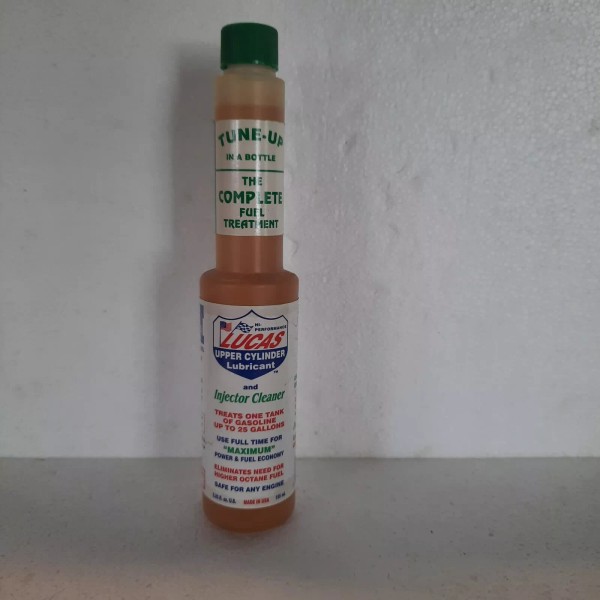 TUNE-UP
IN A BOTTLE
THE
COMPLETE
FUEL
TREATMENT
HI-
PERFORMANCE
LUCAS
UPPER CYLINDER
Lubricant
TM
and
Injector Cleaner
TREATS ONE TANK
OF GASOLINE
UP TO 25 GALLONS
USE FULL TIME FOR
"MAXIMUM"
POWER & FUEL ECONOMY
ELIMINATES NEED FOR
HIGHER OCTANE FUEL
SAFE FOR ANY ENGINE
MADE IN USA